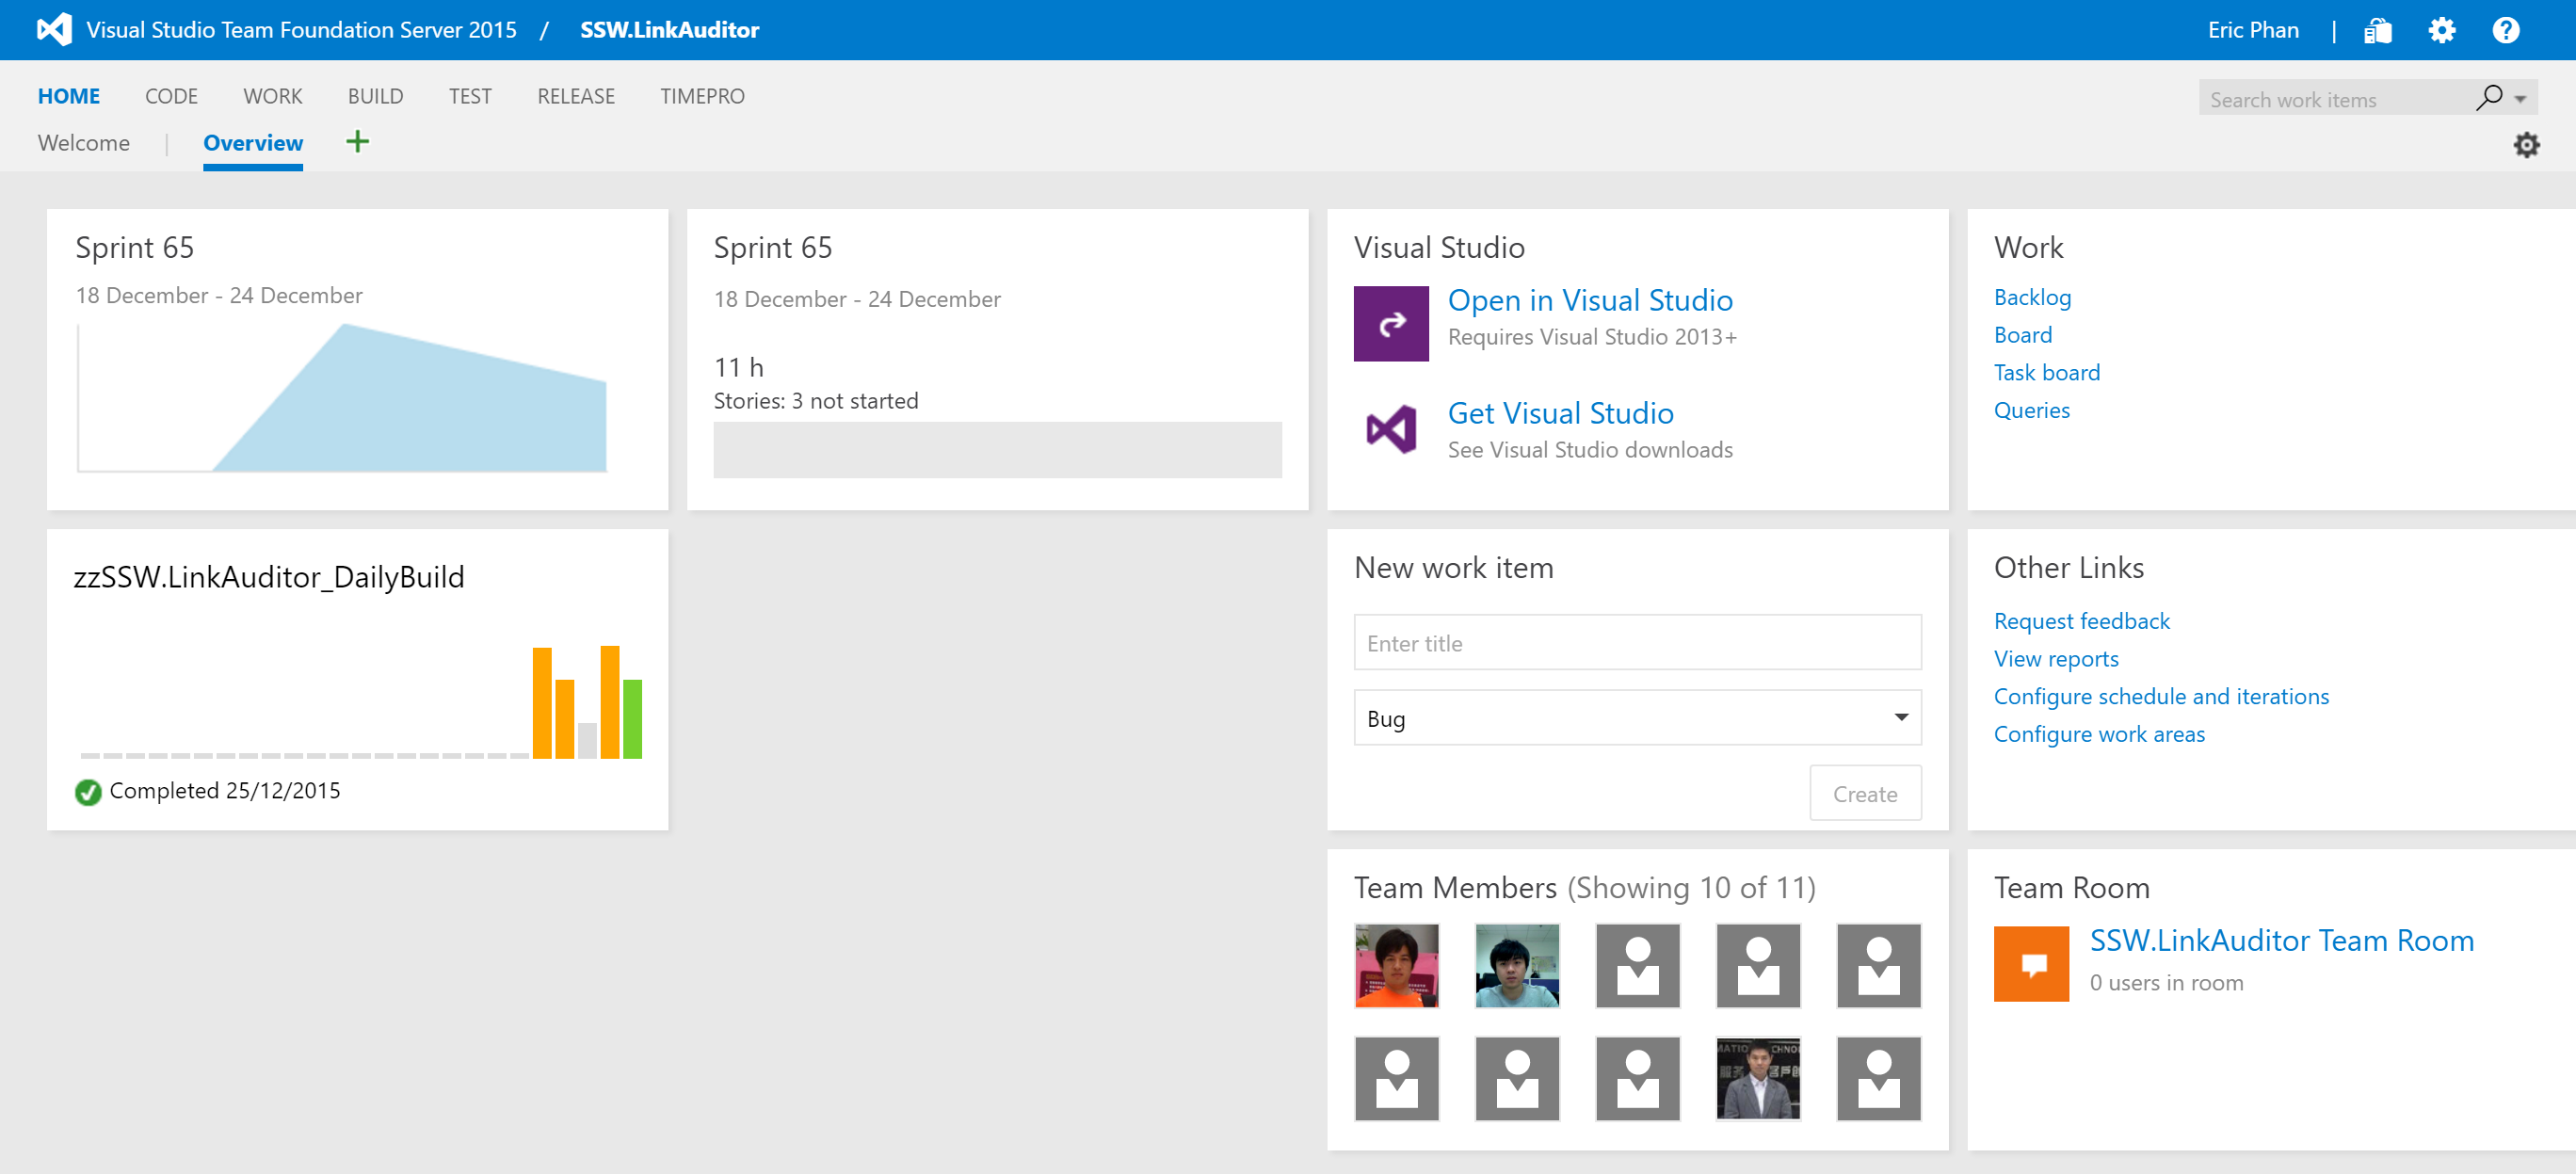 Visual Studio Team Foundation Server 2015 / SSW.LinkAuditor
Eric Phan |
HOME CODE WORK BUILD TEST RELEASE TIMEPRO
Search work items
Welcome | Overview
Sprint 65
18 December - 24 December
Sprint 65
18 December - 24 December
11 h
Stories: 3 not started
Visual Studio
Open in Visual Studio
Requires Visual Studio 2013+
Get Visual Studio
See Visual Studio downloads
Work
Backlog
Board
Task board
Queries
zzSSW.LinkAuditor_DailyBuild
Completed 25/12/2015
New work item
Enter title
Bug
Create
Other Links
Request feedback
View reports
Configure schedule and iterations
Configure work areas
Team Members (Showing 10 of 11)
Team Room
SSW.LinkAuditor Team Room
0 users in room